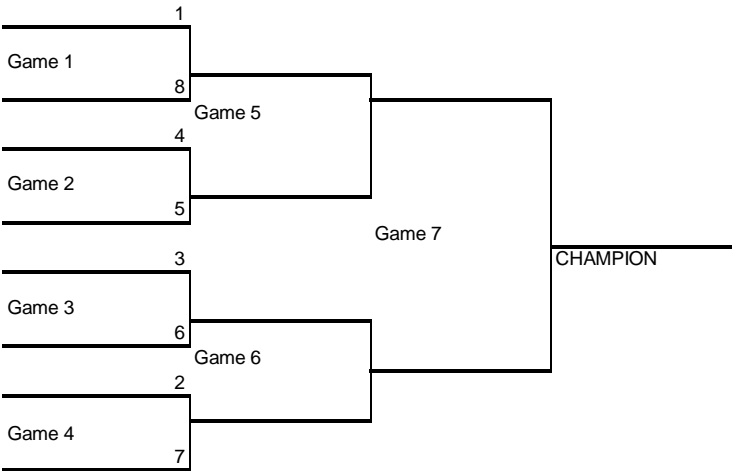 1
Game 1
8
Game 5
4
Game 2
5
Game 7
3
CHAMPION
Game 3
6
Game 6
2
Game 4
7